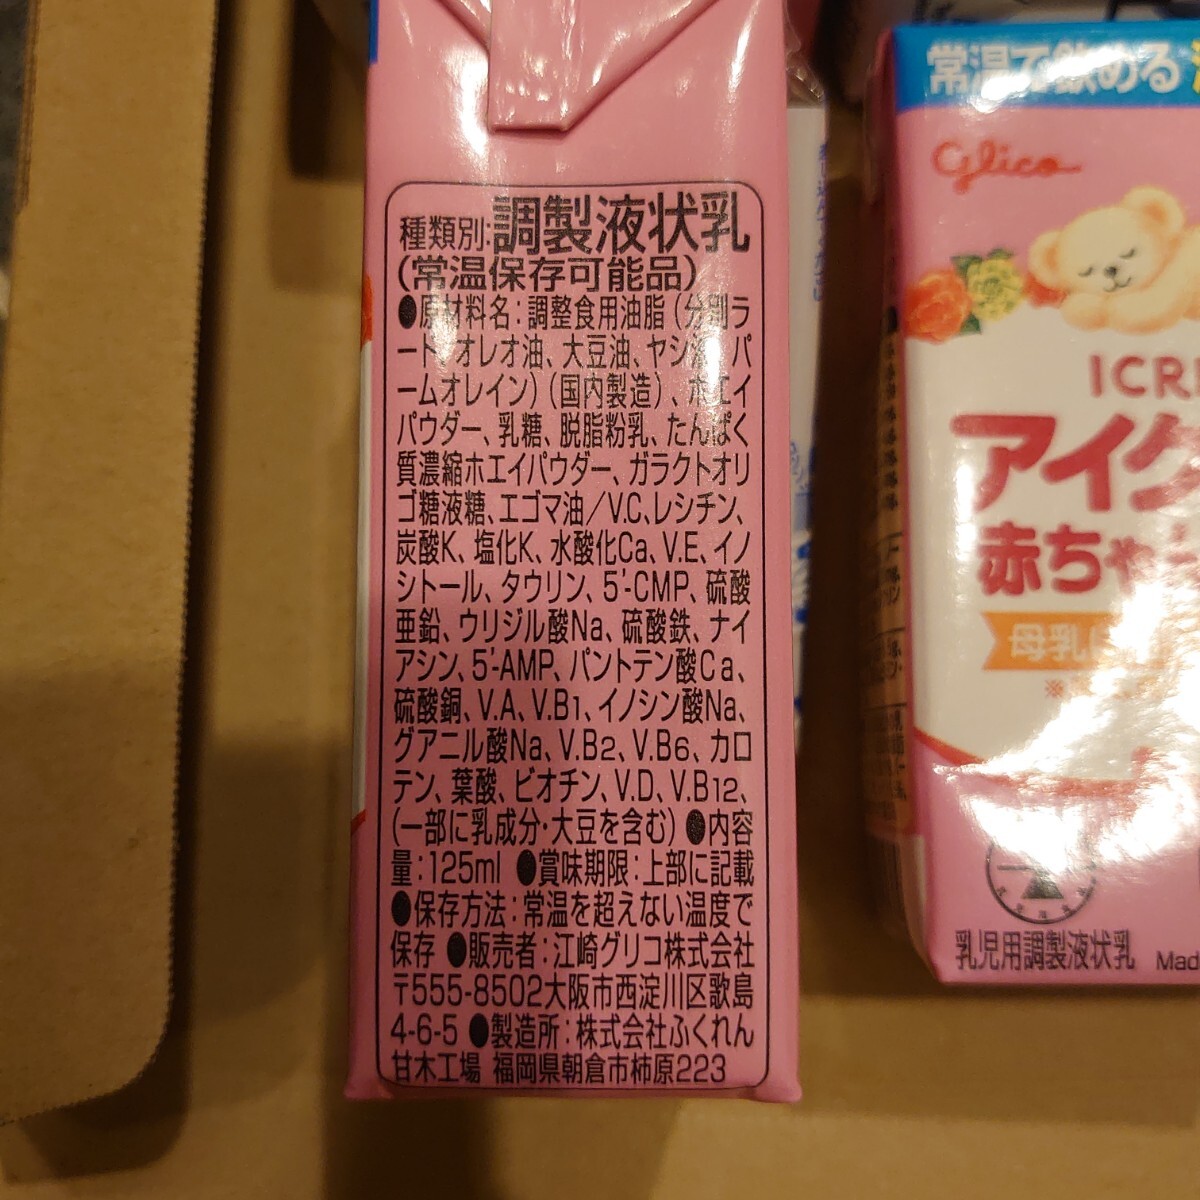 種類別:調製液状乳
(常温保存可能品)
●原材料名:調整食用油脂(分別ラ
ード、オレオ油、大豆油、ヤシ油、パ
ームオレイン)(国内製造)、ホエイ
パウダー、乳糖、脱脂粉乳、たんぱく
質濃縮ホエイパウダー、ガラクトオリ
ゴ糖液糖、エゴマ油/V.C、レシチン、
炭酸K、塩化K、水酸化Ca、V.E、イノ
シトール、タウリン、5'-CMP、硫酸
亜鉛、ウリジル酸Na、硫酸鉄、ナイ
アシン、5'-AMP、パントテン酸Ca、
硫酸銅、V.A、V.B1、イノシン酸Na、
グアニル酸Na、V.B2、V.B6、カロ
テン、葉酸、ビオチン、V.D、V.B12、
(一部に乳成分・大豆を含む)●内容
量:125ml ●賞味期限:上部に記載
●保存方法:常温を超えない温度で
保存 ●販売者:江崎グリコ株式会社
〒555-8502大阪市西淀川区歌島
4-6-5 ●製造所:株式会社ふくれん
甘木工場 福岡県朝倉市柿原223
常温で飲める
glico
ICR
アイク
赤ちゃ
母乳
乳児用調製液状乳 Mad